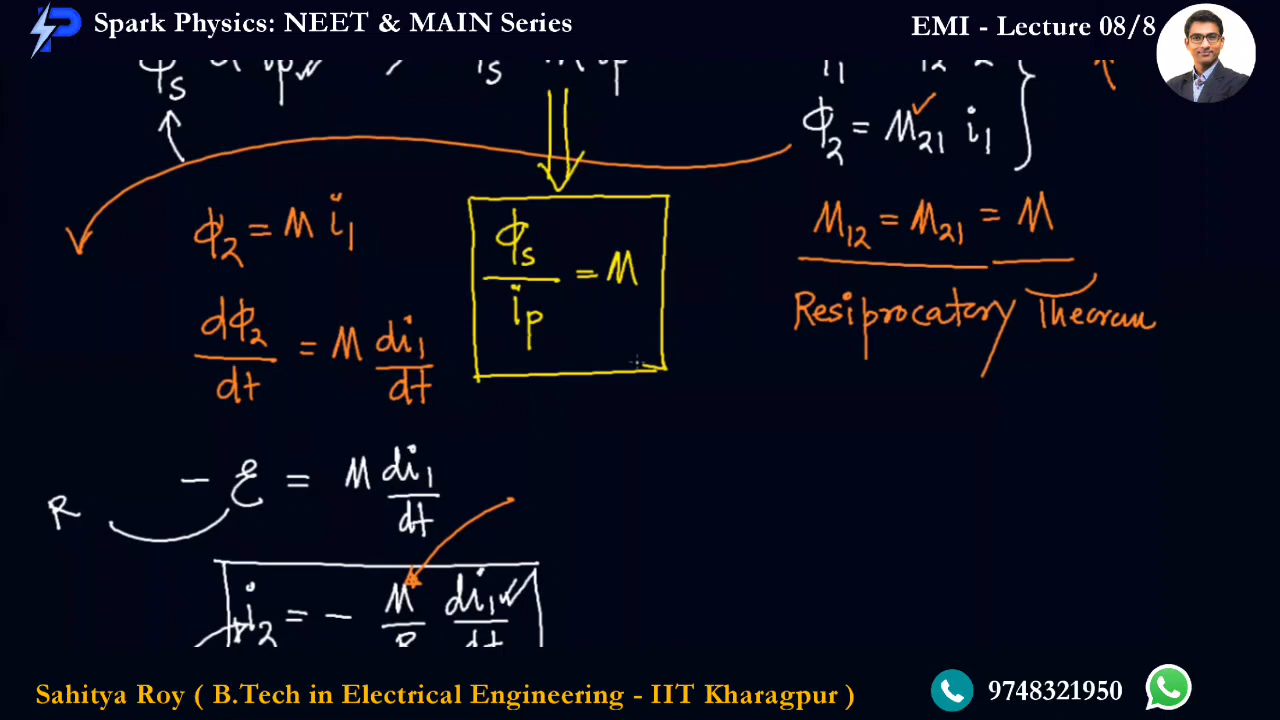 Spark Physics: NEET & MAIN Series
EMI - Lecture 08/8
ϕ₂ = M₂₁ i₁
ϕ₂ = M i₁
ϕs / ip = M
M₁₂ = M₂₁ = M
Resiprocatory Theoram
dϕ₂/dt = M di₁/dt
- ε = M di₁/dt
R
i₂ = - M/R di₁/dt
Sahitya Roy ( B.Tech in Electrical Engineering - IIT Kharagpur )
9748321950